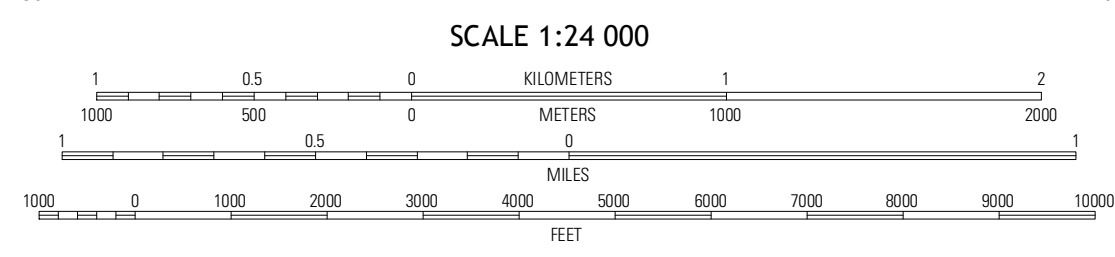 SCALE 1:24 000
1 0.5 0 KILOMETERS 1 2
1000 500 0 METERS 1000 2000
1 0.5 0 1
MILES
1000 0 1000 2000 3000 4000 5000 6000 7000 8000 9000 10000
FEET